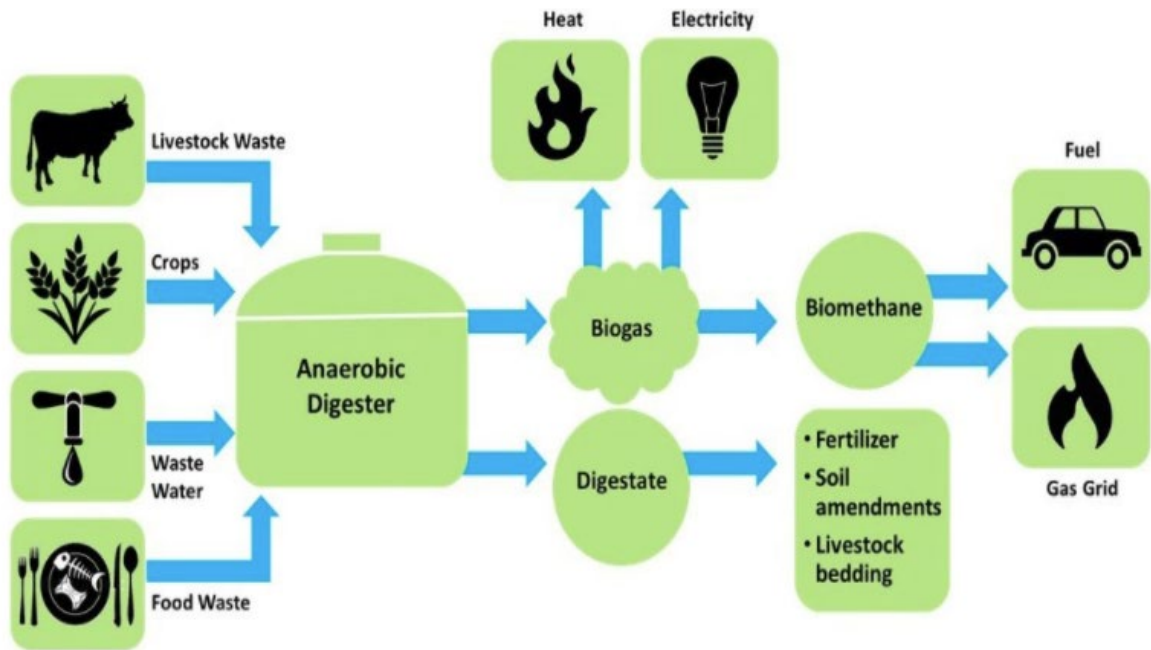 Heat
Electricity
Livestock Waste
Crops
Waste
Water
Food Waste
Anaerobic
Digester
Biogas
Digestate
Biomethane
• Fertilizer
• Soil
amendments
• Livestock
bedding
Fuel
Gas Grid